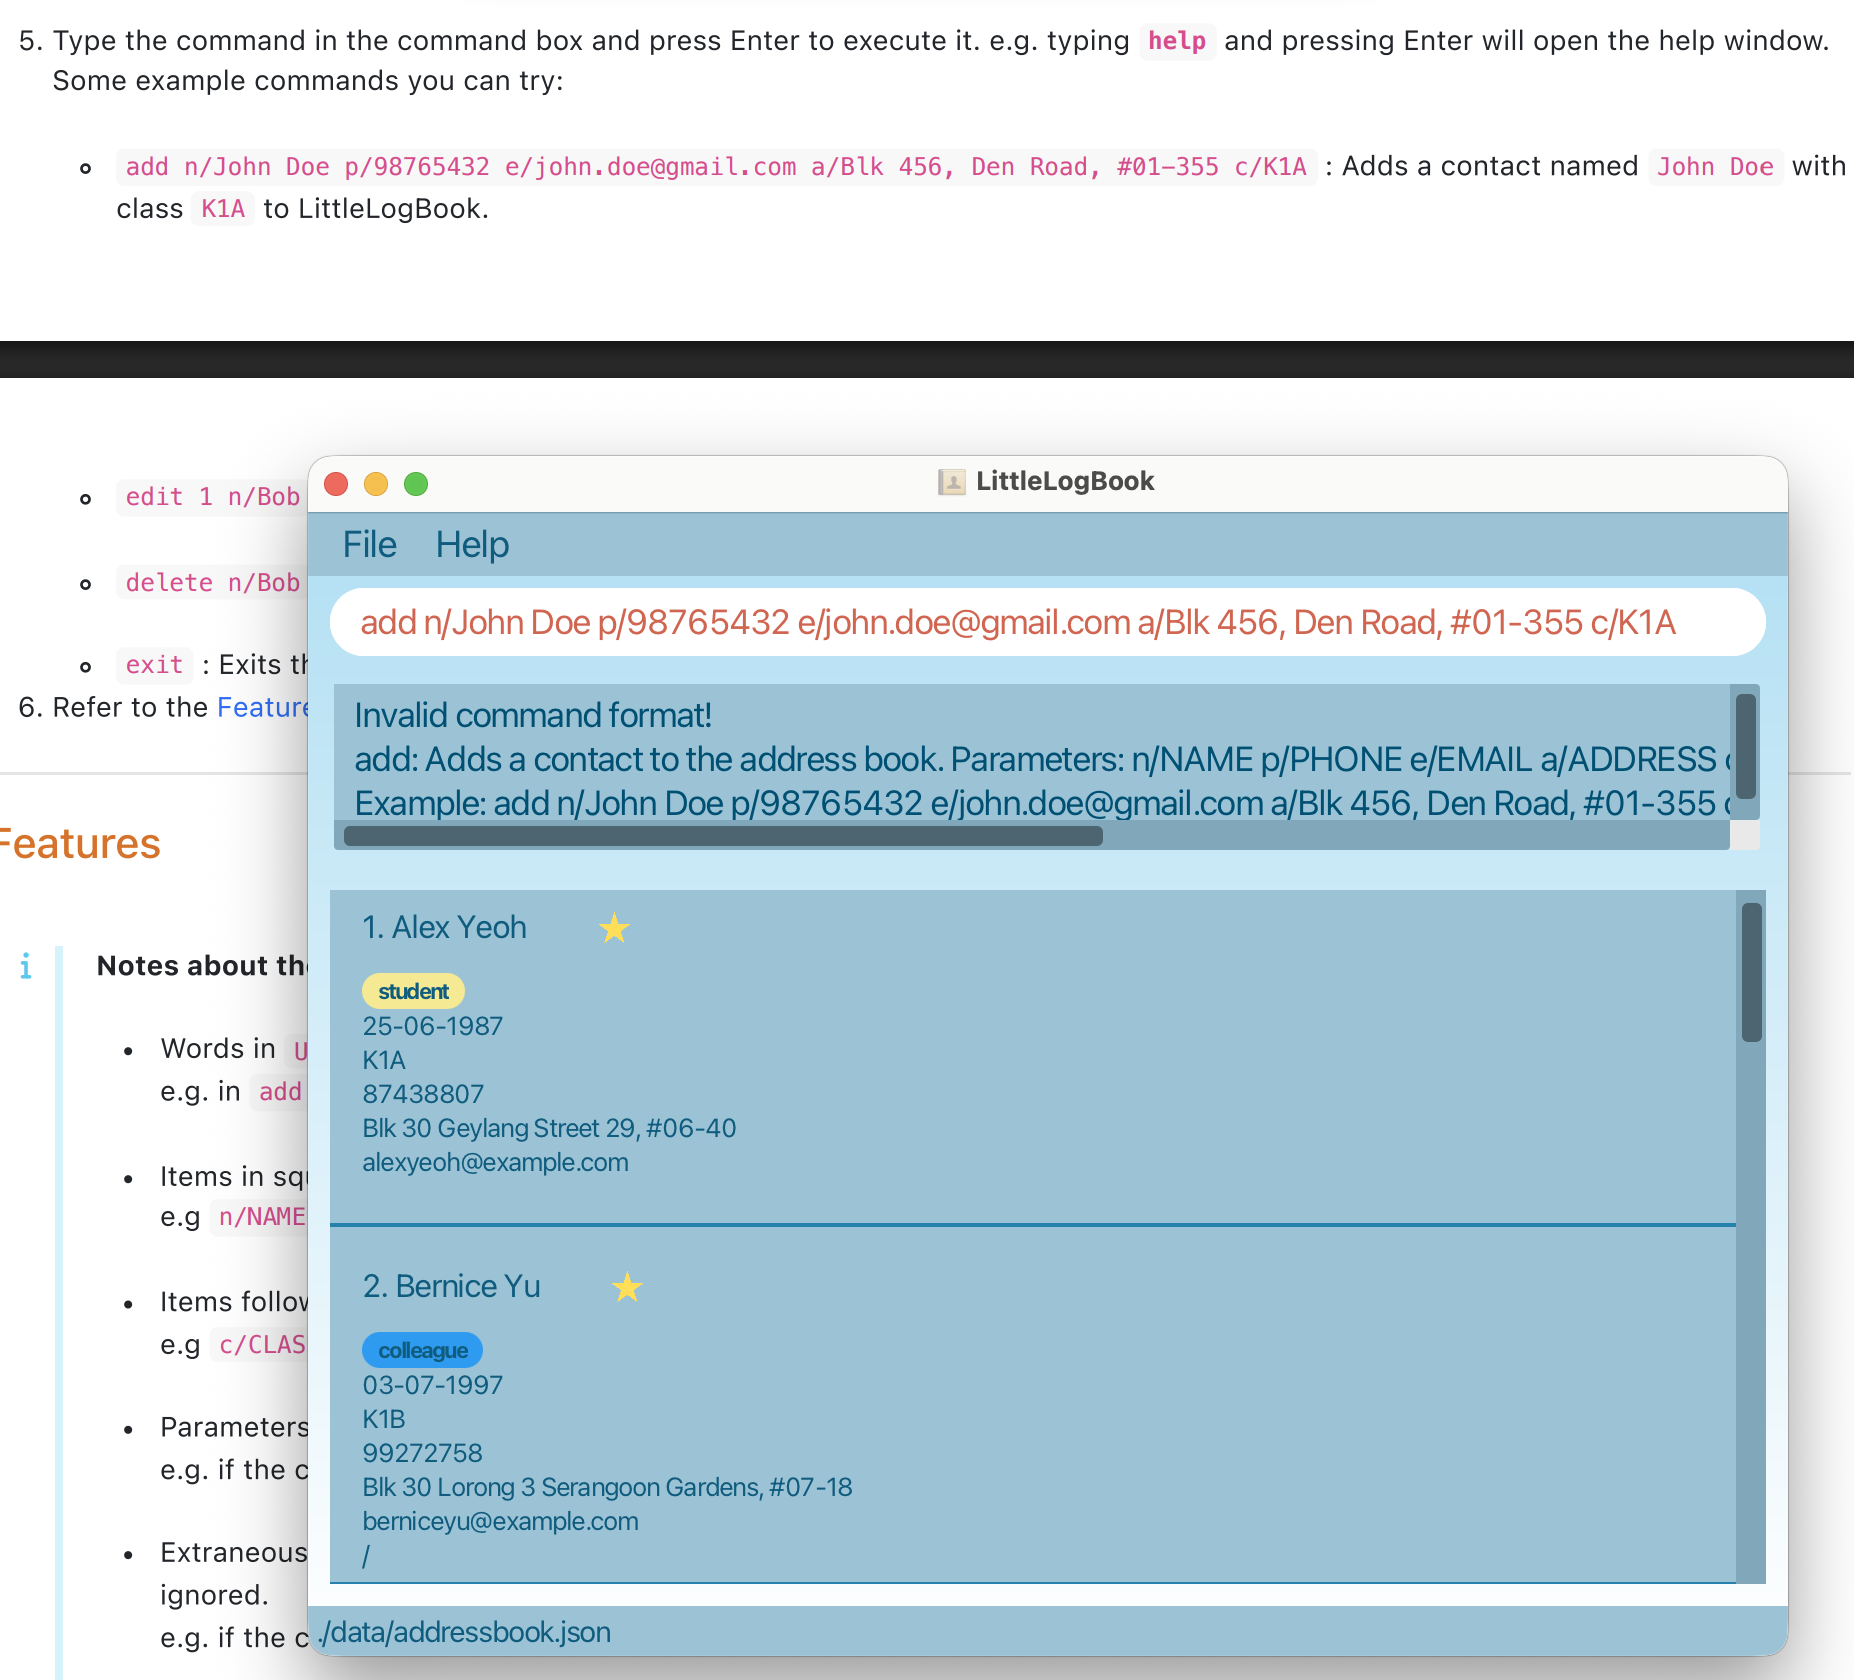 5. Type the command in the command box and press Enter to execute it. e.g. typing help and pressing Enter will open the help window.
Some example commands you can try:
add n/John Doe p/98765432 e/john.doe@gmail.com a/Blk 456, Den Road, #01-355 c/K1A : Adds a contact named John Doe with
class K1A to LittleLogBook.
edit 1 n/Bob
delete n/Bob
exit : Exits th
6. Refer to the Feature
Features
i Notes about the
Words in U
e.g. in add
Items in squ
e.g n/NAME
Items follow
e.g c/CLAS
Parameters
e.g. if the c
Extraneous
ignored.
e.g. if the c
LittleLogBook
File Help
add n/John Doe p/98765432 e/john.doe@gmail.com a/Blk 456, Den Road, #01-355 c/K1A
Invalid command format!
add: Adds a contact to the address book. Parameters: n/NAME p/PHONE e/EMAIL a/ADDRESS
Example: add n/John Doe p/98765432 e/john.doe@gmail.com a/Blk 456, Den Road, #01-355
1. Alex Yeoh
student
25-06-1987
K1A
87438807
Blk 30 Geylang Street 29, #06-40
alexyeoh@example.com
2. Bernice Yu
colleague
03-07-1997
K1B
99272758
Blk 30 Lorong 3 Serangoon Gardens, #07-18
berniceyu@example.com
/
./data/addressbook.json